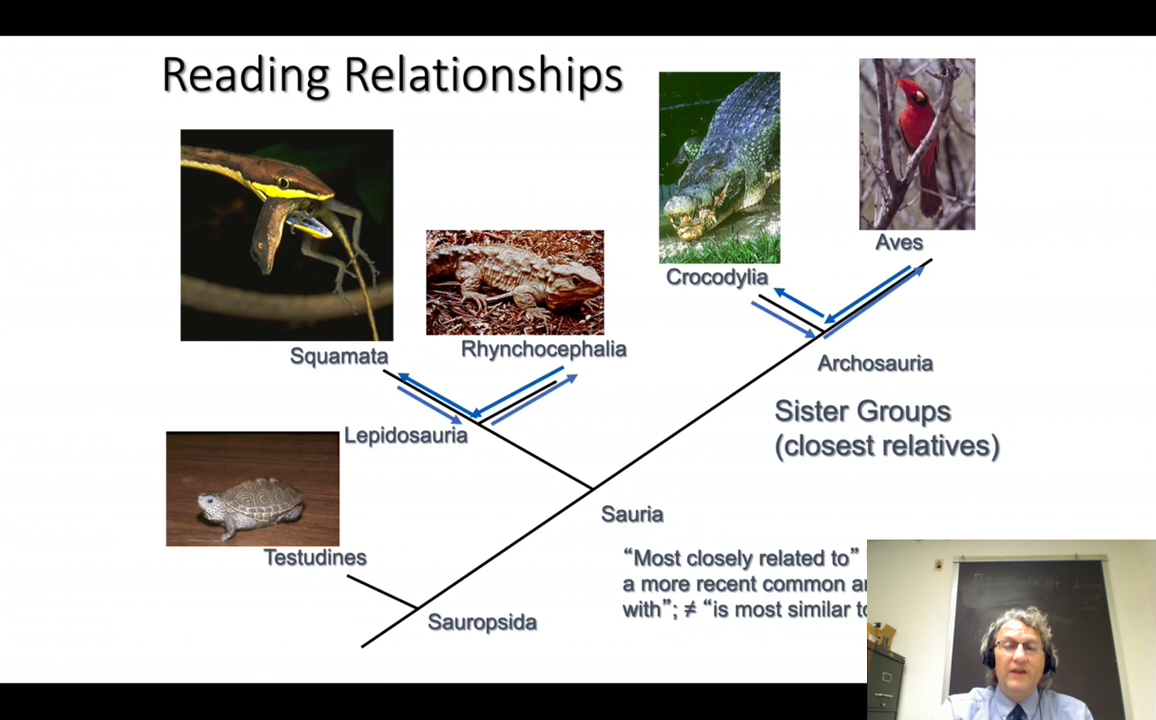 Reading Relationships
Aves
Crocodylia
Squamata
Rhynchocephalia
Archosauria
Sister Groups
(closest relatives)
Lepidosauria
Sauria
Testudines
Sauropsida
“Most closely related to”
a more recent common
with”; ≠ “is most similar